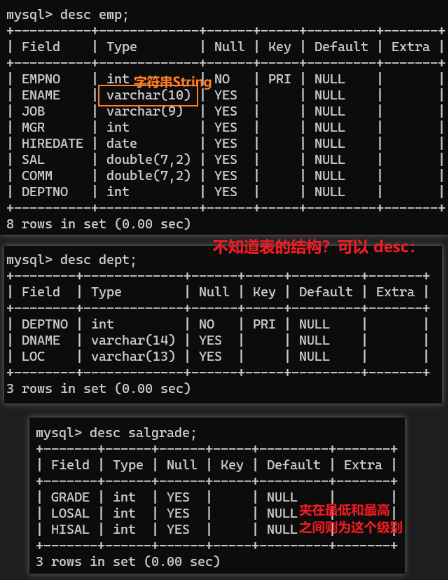 mysql> desc emp;
+----------+-------------+------+-----+---------+-------+
| Field    | Type        | Null | Key | Default | Extra |
+----------+-------------+------+-----+---------+-------+
| EMPNO    | int         | NO   | PRI | NULL    |       |
字符串String
| ENAME    | varchar(10) | YES  |     | NULL    |       |
| JOB      | varchar(9)  | YES  |     | NULL    |       |
| MGR      | int         | YES  |     | NULL    |       |
| HIREDATE | date        | YES  |     | NULL    |       |
| SAL      | double(7,2) | YES  |     | NULL    |       |
| COMM     | double(7,2) | YES  |     | NULL    |       |
| DEPTNO   | int         | YES  |     | NULL    |       |
+----------+-------------+------+-----+---------+-------+
8 rows in set (0.00 sec)
不知道表的结构？可以 desc：
mysql> desc dept;
+--------+-------------+------+-----+---------+-------+
| Field  | Type        | Null | Key | Default | Extra |
+--------+-------------+------+-----+---------+-------+
| DEPTNO | int         | NO   | PRI | NULL    |       |
| DNAME  | varchar(14) | YES  |     | NULL    |       |
| LOC    | varchar(13) | YES  |     | NULL    |       |
+--------+-------------+------+-----+---------+-------+
3 rows in set (0.00 sec)
mysql> desc salgrade;
+-------+------+------+-----+---------+-------+
| Field | Type | Null | Key | Default | Extra |
+-------+------+------+-----+---------+-------+
| GRADE | int  | YES  |     | NULL    |       |
| LOSAL | int  | YES  |     | NULL    |       |
| HISAL | int  | YES  |     | NULL    |       |
+-------+------+------+-----+---------+-------+
夹在是低和最高
之间则为这个级别
3 rows in set (0.00 sec)